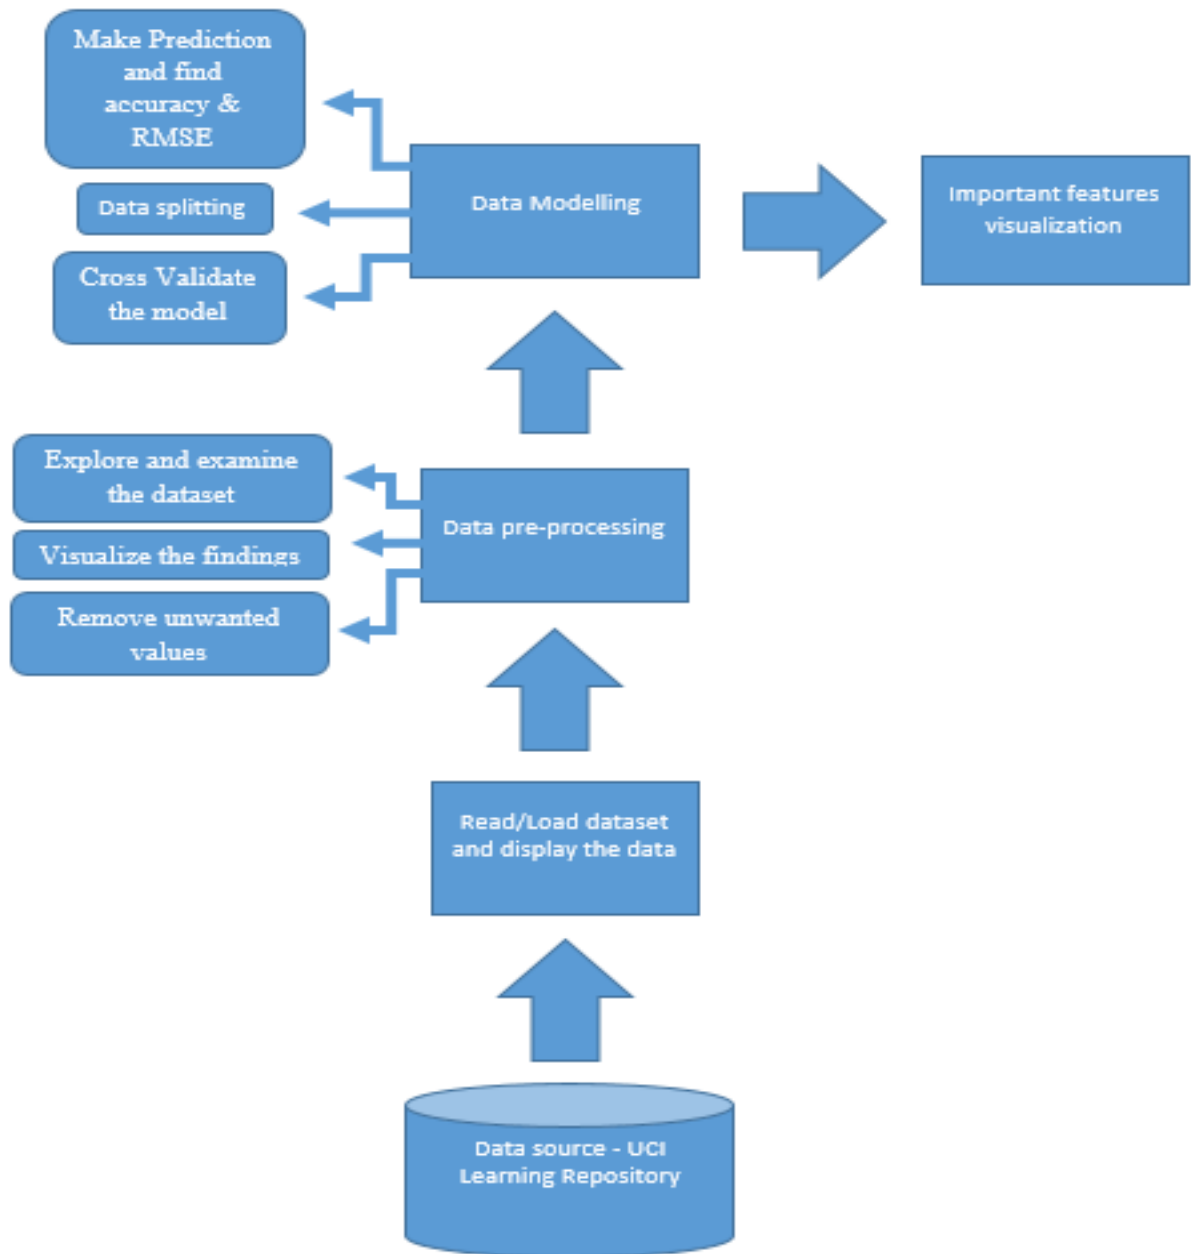 Make Prediction
and find
accuracy &
RMSE
Data splitting
Cross Validate
the model
Data Modelling
Important features
visualization
Explore and examine
the dataset
Visualize the findings
Remove unwanted
values
Data pre-processing
Read/Load dataset
and display the data
Data source - UCI
Learning Repository